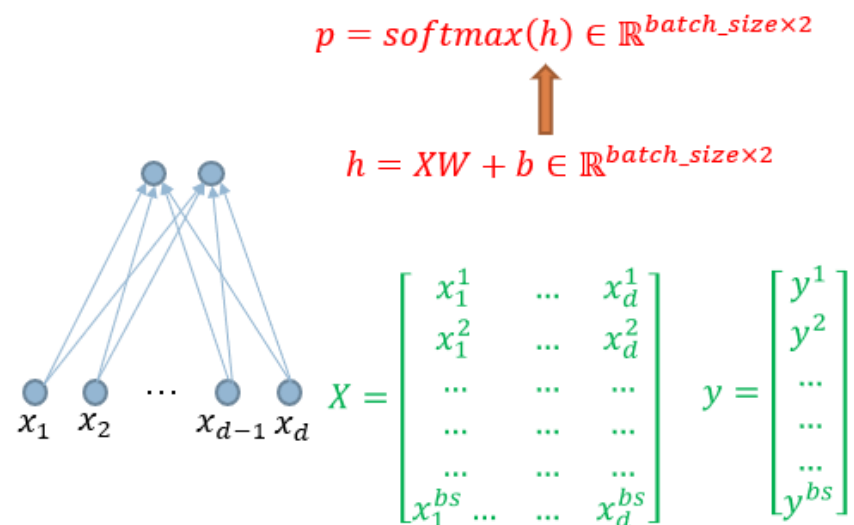 p = softmax(h) ∈ ℝ^{batch_size×2}
h = XW + b ∈ ℝ^{batch_size×2}
x_1 x_2 ... x_{d-1} x_d
X = [
x_1^1 ... x_d^1
x_1^2 ... x_d^2
... ... ...
... ... ...
... ... ...
x_1^{bs} ... ... x_d^{bs}
]
y = [
y^1
y^2
...
...
...
y^{bs}
]